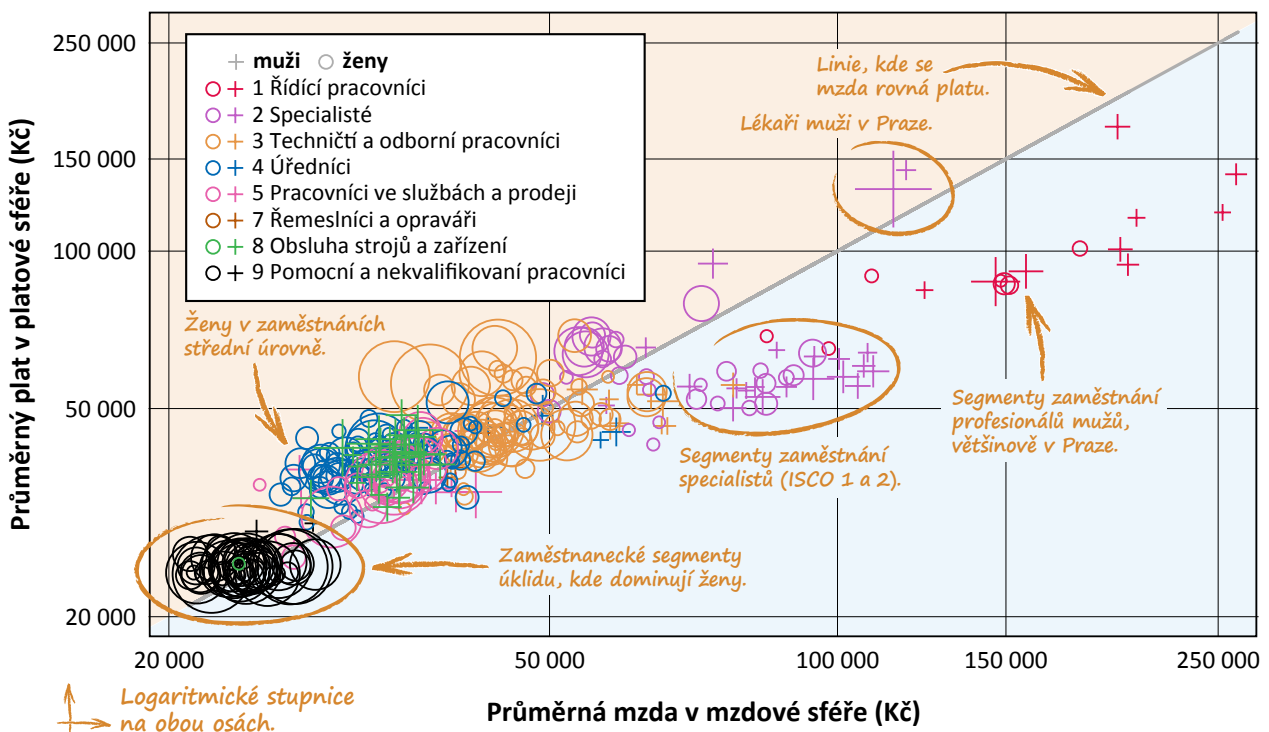 250 000
150 000
100 000
50 000
20 000
Průměrný plat v platové sféře (Kč)
muži ženy
1 Řídící pracovníci
2 Specialisté
3 Techničtí a odborní pracovníci
4 Úředníci
5 Pracovníci ve službách a prodeji
7 Řemeslníci a opraváři
8 Obsluha strojů a zařízení
9 Pomocní a nekvalifikovaní pracovníci
Linie, kde se
mzda rovná platu.
Lékaři muži v Praze.
Ženy v zaměstnáních
střední úrovně.
Segmenty zaměstnání
profesionálů mužů,
většinově v Praze.
Segmenty zaměstnání
specialistů (ISCO 1 a 2).
Zaměstnanecké segmenty
úklidu, kde dominují ženy.
20 000
50 000
100 000
150 000
250 000
Průměrná mzda v mzdové sféře (Kč)
Logaritmické stupnice
na obou osách.